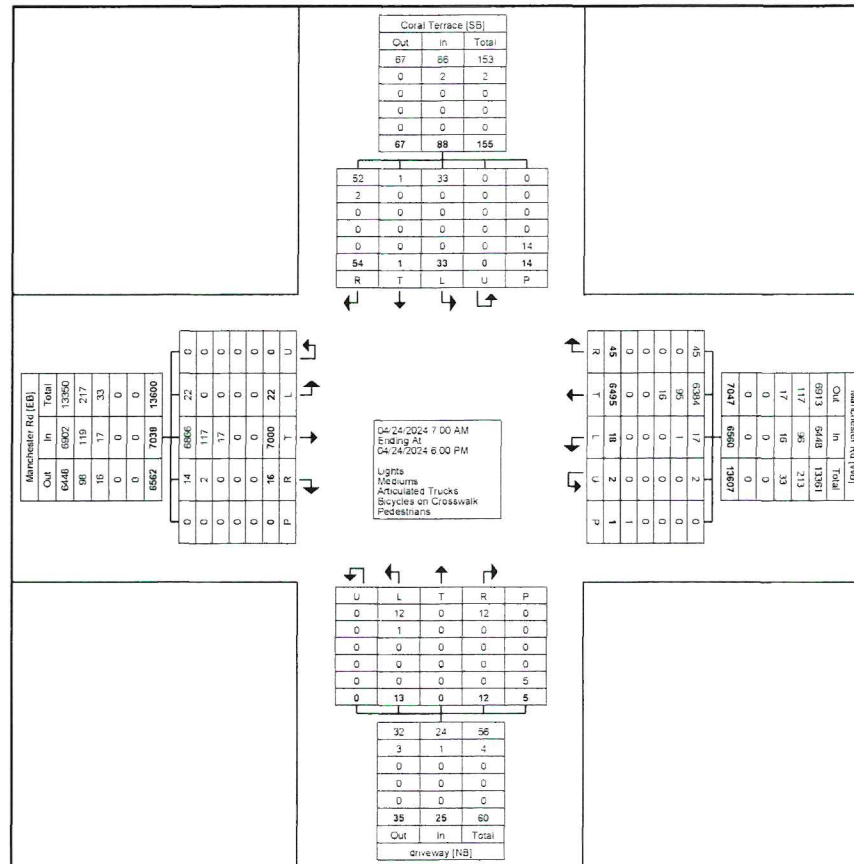 Coral Terrace [SB]
Out In Total
67 86 153
0 2 2
0 0 0
0 0 0
0 0 0
67 88 155
52 1 33 0 0
2 0 0 0 0
0 0 0 0 0
0 0 0 0 0
0 0 0 0 14
54 1 33 0 14
R T L U P
Manchester Rd [EB]
Total In Out
13350 6902 6448
217 119 98
33 17 16
0 0 0
0 0 0
13600 7038 6562
0 22 6866 14 0
0 0 117 2 0
0 0 17 0 0
0 0 0 0 0
0 0 0 0 0
0 22 7000 16 0
U L T R P
04/24/2024 7:00 AM
Ending At
04/24/2024 6:00 PM
Lights
Mediums
Articulated Trucks
Bicycles on Crosswalk
Pedestrians
Manchester Rd
Out In Total
6913 6448 13361
117 96 213
17 16 33
0 0 0
0 0 0
7047 6560 13607
45 6384 17 2 0
0 95 1 0 0
0 16 0 0 0
0 0 0 0 0
0 0 0 0 1
45 6495 18 2 1
R T L U P
U L T R P
0 12 0 12 0
0 1 0 0 0
0 0 0 0 0
0 0 0 0 0
0 0 0 0 5
0 13 0 12 5
32 24 56
3 1 4
0 0 0
0 0 0
0 0 0
35 25 60
Out In Total
driveway [NB]